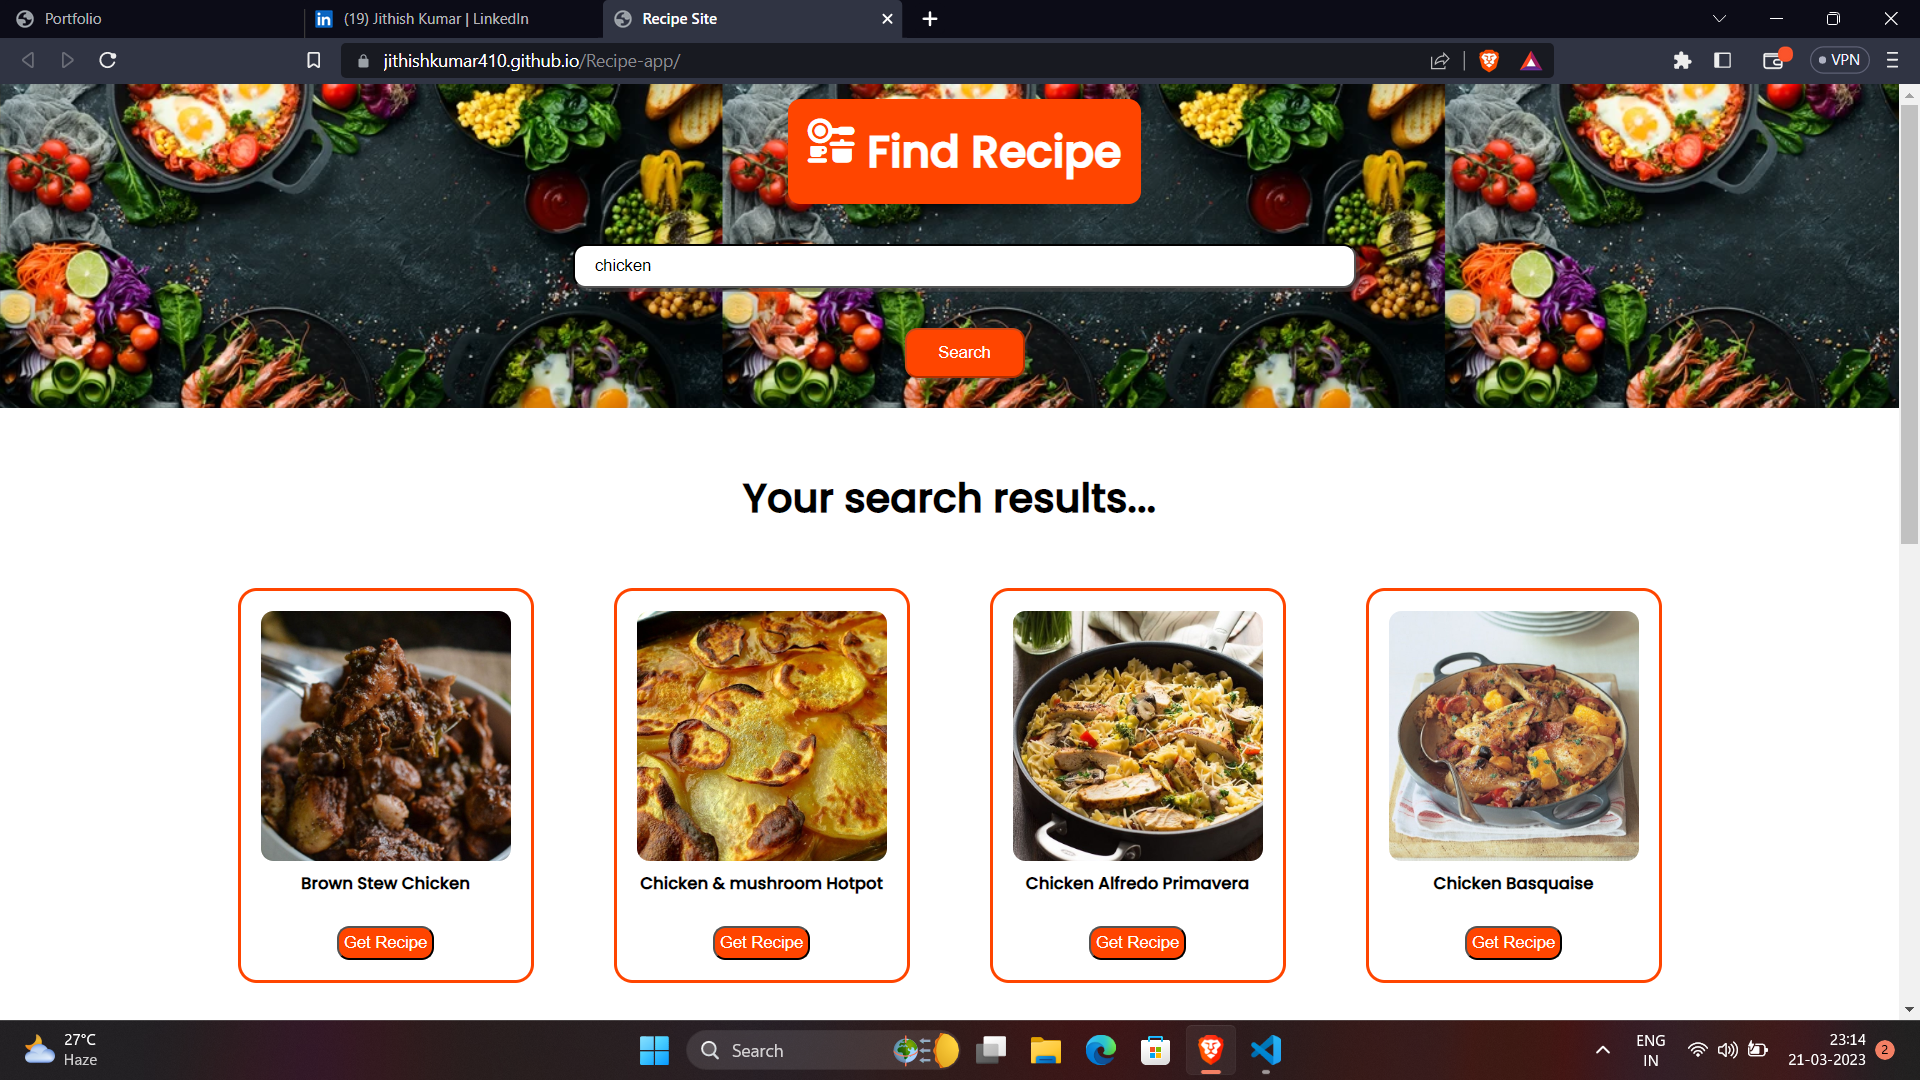 Portfolio
(19) Jithish Kumar | LinkedIn
Recipe Site
jithishkumar410.github.io/Recipe-app/
VPN
Find Recipe
chicken
Search
Your search results...
Brown Stew Chicken
Chicken & mushroom Hotpot
Chicken Alfredo Primavera
Chicken Basquaise
Get Recipe
Get Recipe
Get Recipe
Get Recipe
27°C
Haze
Search
ENG
IN
23:14
21-03-2023
2